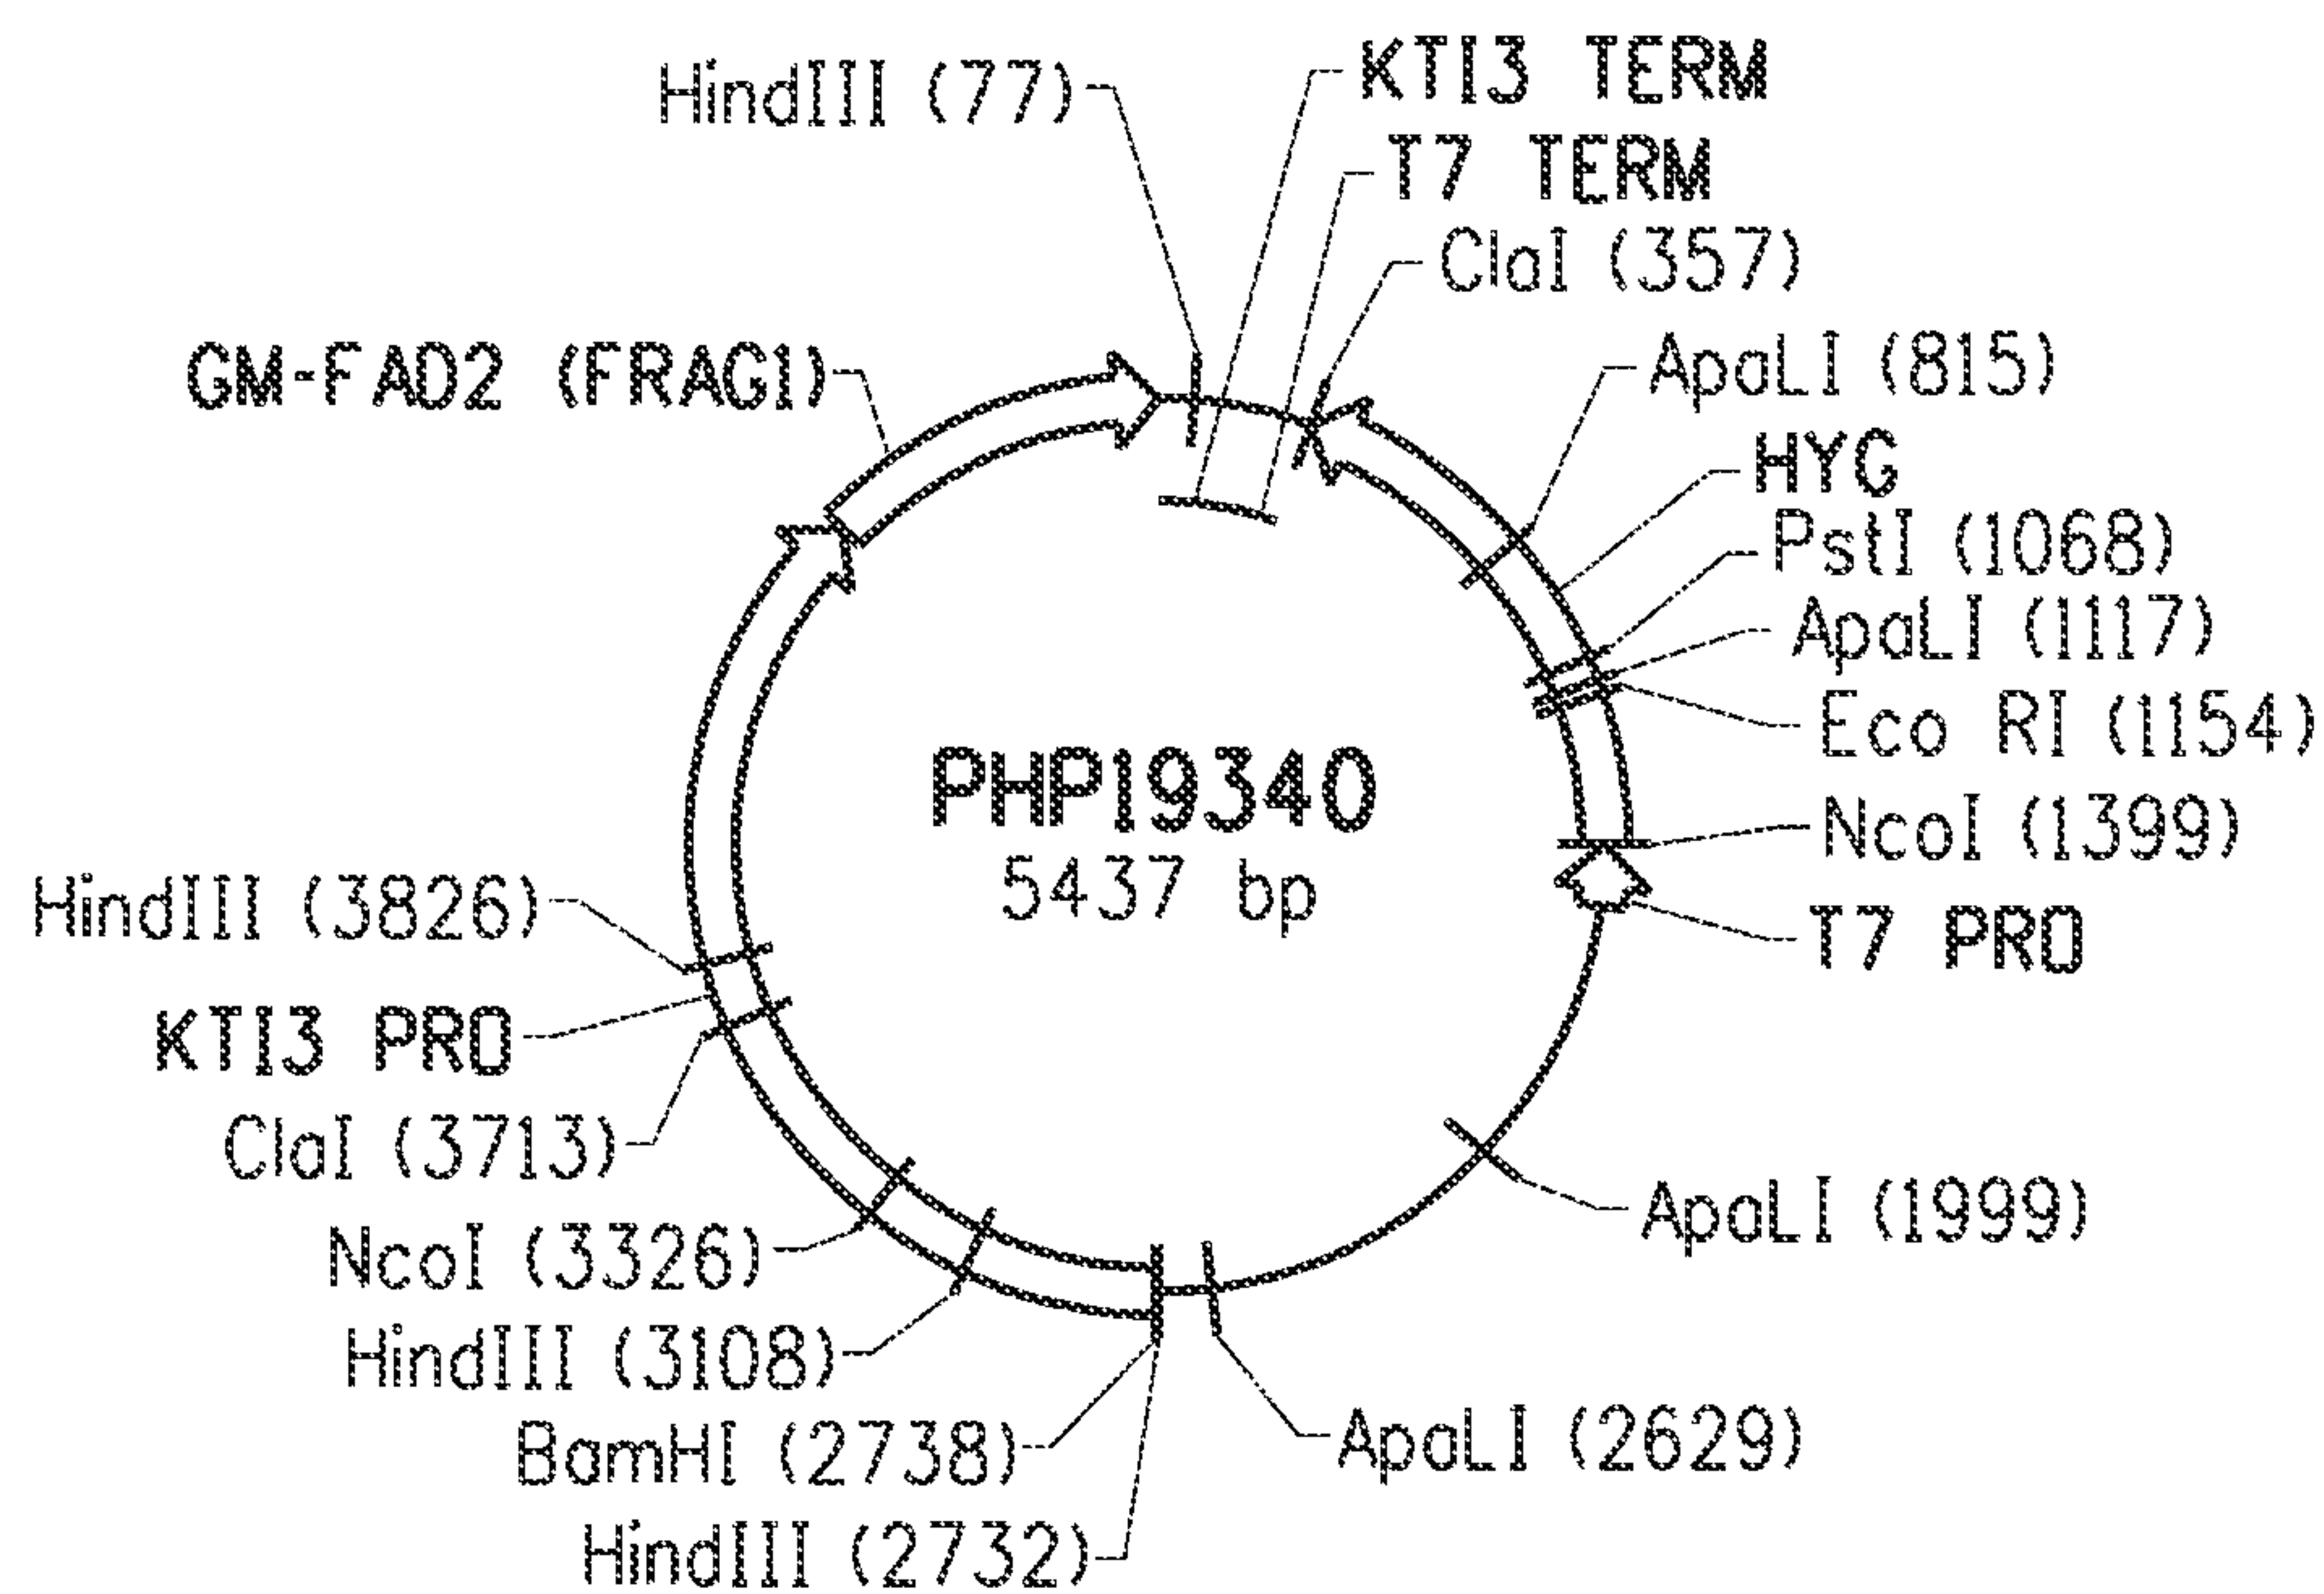 HindIII (77)
KTI3 TERM
T7 TERM
ClaI (357)
GM-FAD2 (FRAG1)
ApaLI (815)
HYG
PstI (1068)
ApaLI (1117)
Eco RI (1154)
PHP19340
5437 bp
NcoI (1399)
T7 PRO
HindIII (3826)
KTI3 PRO
ClaI (3713)
NcoI (3326)
HindIII (3108)
BamHI (2738)
HindIII (2732)
ApaLI (1999)
ApaLI (2629)